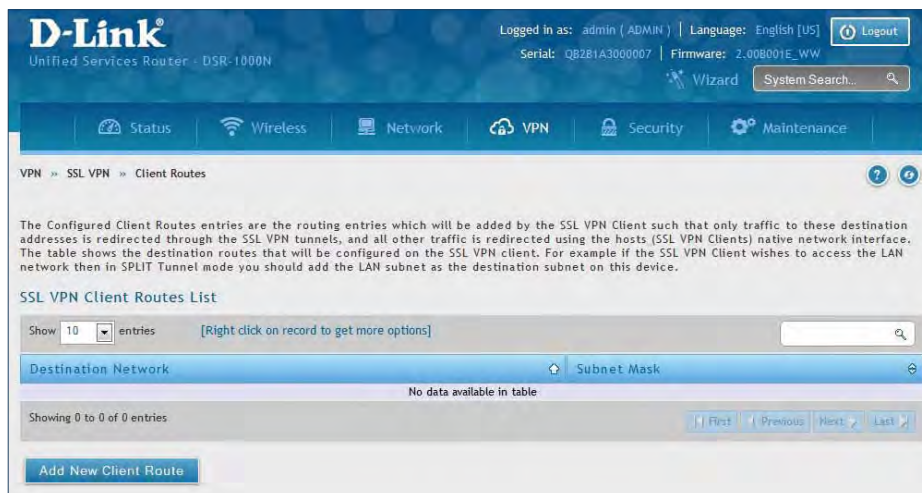 D-Link®
Unified Services Router - DSR-1000N
Logged in as: admin ( ADMIN ) | Language: English [US]
Logout
Serial: QB2B1A3000007 | Firmware: 2.00B001E_WW
Wizard
System Search...
Status
Wireless
Network
VPN
Security
Maintenance
VPN » SSL VPN » Client Routes
The Configured Client Routes entries are the routing entries which will be added by the SSL VPN Client such that only traffic to these destination
addresses is redirected through the SSL VPN tunnels, and all other traffic is redirected using the hosts (SSL VPN Clients) native network interface.
The table shows the destination routes that will be configured on the SSL VPN client. For example if the SSL VPN Client wishes to access the LAN
network then in SPLIT Tunnel mode you should add the LAN subnet as the destination subnet on this device.
SSL VPN Client Routes List
Show 10 entries
[Right click on record to get more options]
Destination Network
Subnet Mask
No data available in table
Showing 0 to 0 of 0 entries
First
Previous
Next
Last
Add New Client Route